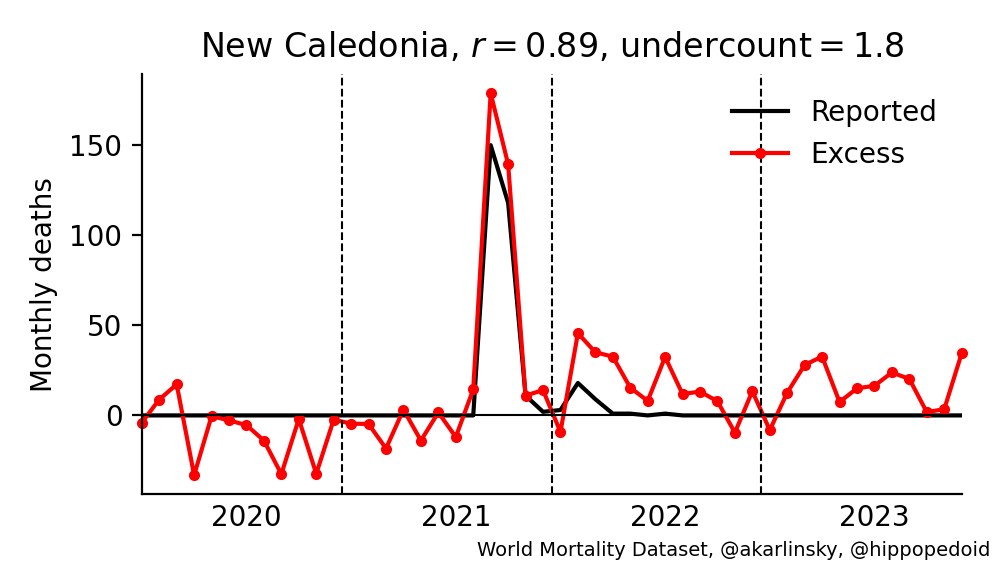 New Caledonia, r = 0.89, undercount = 1.8
Reported
Excess
Monthly deaths
150
100
50
0
2020 2021 2022 2023
World Mortality Dataset, @akarlinsky, @hippopedoid